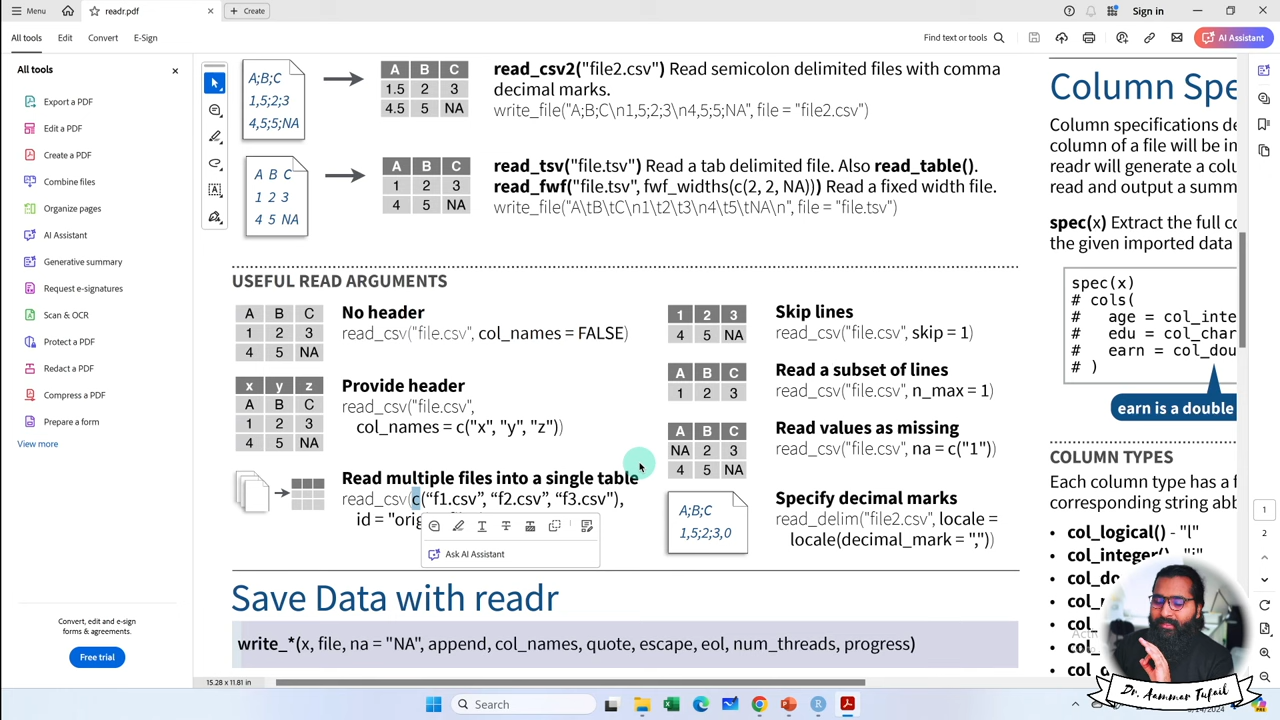 Menu
readr.pdf
Create
Sign in
All tools
Edit
Convert
E-Sign
Find text or tools
AI Assistant
All tools
Export a PDF
Edit a PDF
Create a PDF
Combine files
Organize pages
AI Assistant
Generative summary
Request e-signatures
Scan & OCR
Protect a PDF
Redact a PDF
Compress a PDF
Prepare a form
View more
Convert, edit and e-sign
forms & agreements.
Free trial
A;B;C
1,5;2;3
4,5;5;NA
A B C
1.5 2 3
4.5 5 NA
read_csv2("file2.csv") Read semicolon delimited files with comma
decimal marks.
write_file("A;B;C\n1,5;2;3\n4,5;5;NA", file = "file2.csv")
A B C
1 2 3
4 5 NA
A B C
1 2 3
4 5 NA
read_tsv("file.tsv") Read a tab delimited file. Also read_table().
read_fwf("file.tsv", fwf_widths(c(2, 2, NA))) Read a fixed width file.
write_file("A\tB\tC\n1\t2\t3\n4\t5\tNA\n", file = "file.tsv")
USEFUL READ ARGUMENTS
A B C
1 2 3
4 5 NA
No header
read_csv("file.csv", col_names = FALSE)
x y z
A B C
1 2 3
4 5 NA
Provide header
read_csv("file.csv",
col_names = c("x", "y", "z"))
Read multiple files into a single table
read_csv(c(“f1.csv”, “f2.csv”, “f3.csv"),
id = "orig
Ask AI Assistant
1 2 3
4 5 NA
Skip lines
read_csv("file.csv", skip = 1)
A B C
1 2 3
Read a subset of lines
read_csv("file.csv", n_max = 1)
A B C
NA 2 3
4 5 NA
Read values as missing
read_csv("file.csv", na = c("1"))
A;B;C
1,5;2;3,0
Specify decimal marks
read_delim("file2.csv", locale =
locale(decimal_mark = ","))
Save Data with readr
write_*(x, file, na = "NA", append, col_names, quote, escape, eol, num_threads, progress)
Column Spe
Column specifications de
column of a file will be in
readr will generate a colu
read and output a summ
spec(x) Extract the full co
the given imported data
spec(x)
# cols(
# age = col_inte
# edu = col_char
# earn = col_dou
# )
earn is a double
COLUMN TYPES
Each column type has a f
corresponding string abb
• col_logical() - "l"
• col_integer() - "i"
• col_do
• col_
• col_
• col_
• col_
1
2
15.28 x 11.81 in
Search
Dr. Aammar Tufail